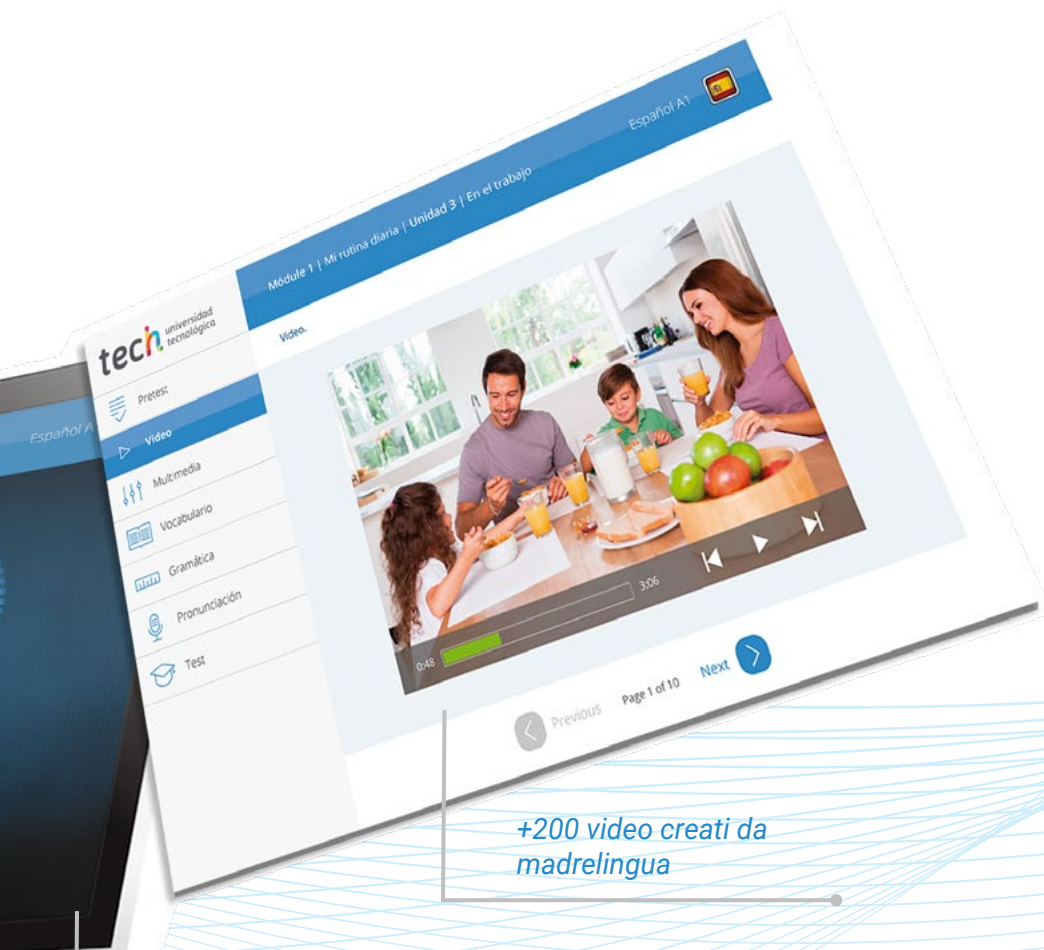 Español A1
Módule 1 | Mi rutina diaria | Unidad 3 | En el trabajo
tech universidad
tecnológica
Video.
Pretest
Video
Multimedia
Vocabulario
Gramática
Pronunciación
Test
Español A
0:48
3:06
Previous
Page 1 of 10
Next
+200 video creati da
madrelingua